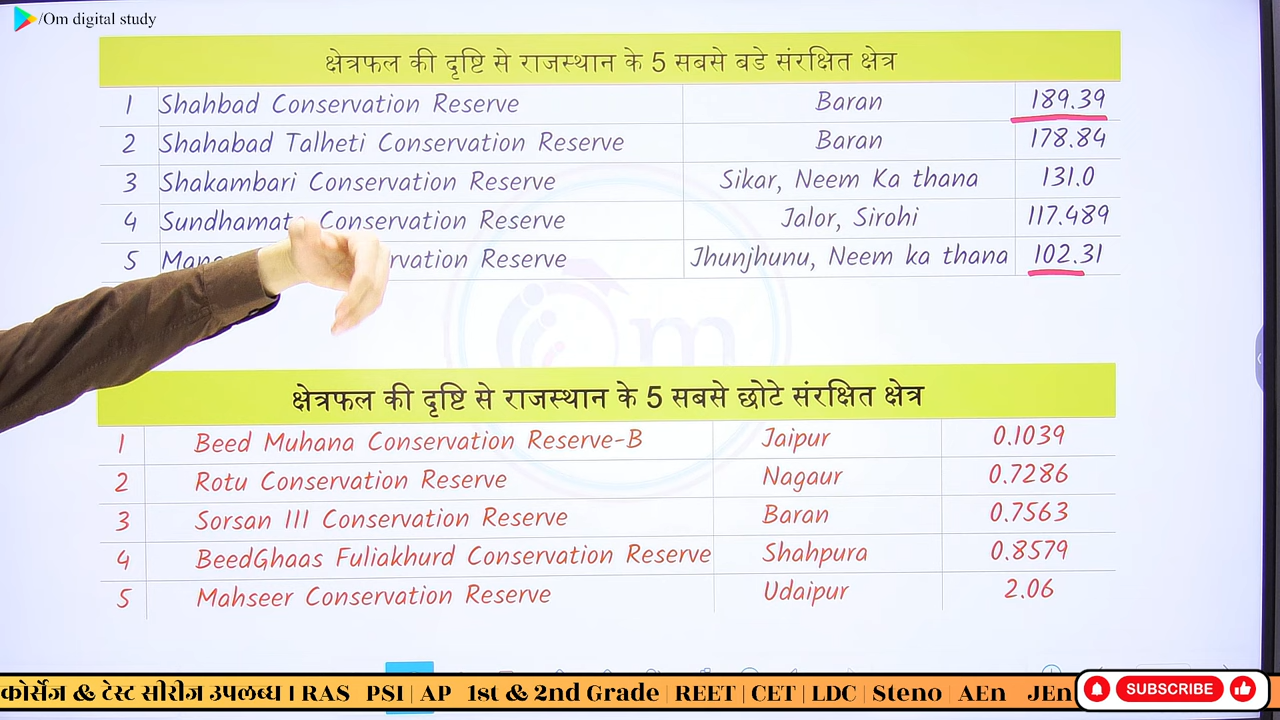 /Om digital study
क्षेत्रफल की दृष्टि से राजस्थान के 5 सबसे बडे संरक्षित क्षेत्र
1 Shahbad Conservation Reserve Baran 189.39
2 Shahabad Talheti Conservation Reserve Baran 178.84
3 Shakambari Conservation Reserve Sikar, Neem Ka thana 131.0
4 Sundhamata Conservation Reserve Jalor, Sirohi 117.489
5 Reserve Jhunjhunu, Neem ka thana 102.31
Om
क्षेत्रफल की दृष्टि से राजस्थान के 5 सबसे छोटे संरक्षित क्षेत्र
1 Beed Muhana Conservation Reserve-B Jaipur 0.1039
2 Rotu Conservation Reserve Nagaur 0.7286
3 Sorsan III Conservation Reserve Baran 0.7563
4 BeedGhaas Fuliakhurd Conservation Reserve Shahpura 0.8579
5 Mahseer Conservation Reserve Udaipur 2.06
कोर्सेज & टेस्ट सीरीज उपलब्ध । RAS PSI | AP 1st & 2nd Grade | REET | CET | LDC | Steno | AEn JEn
SUBSCRIBE